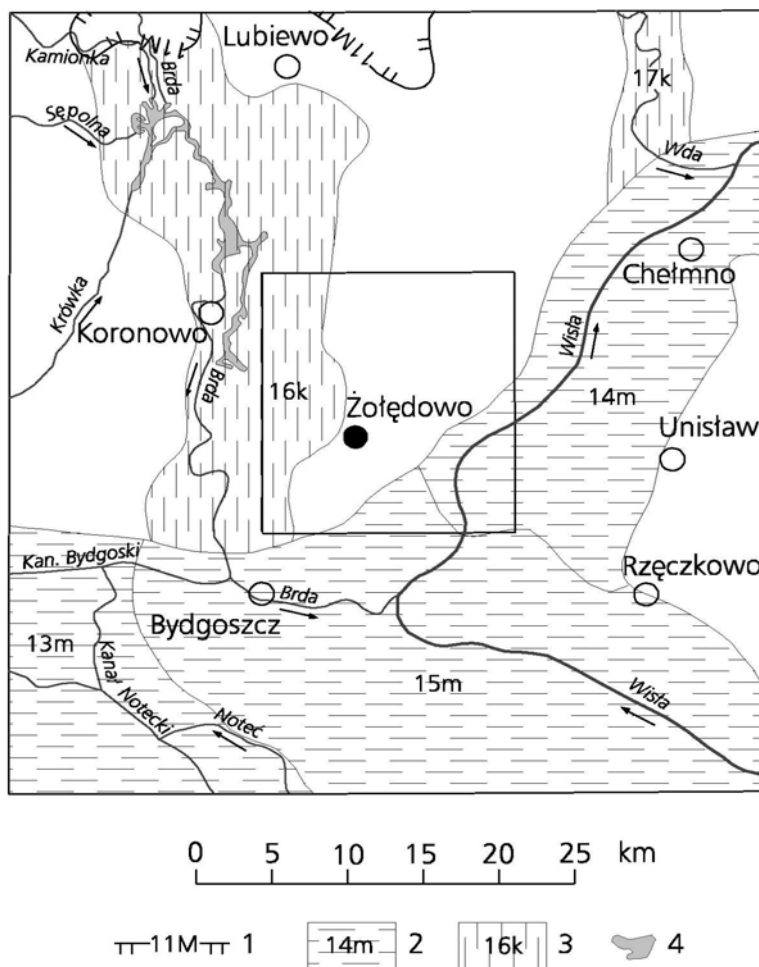 Lubiewo
11M
11M
Kamionka
Brda
17k
Sępolna
Wda
Chełmno
Krówka
Koronowo
Wisła
Brda
16k
14m
Żołędowo
Unisław
Kan. Bydgoski
Rzęczkowo
Brda
Bydgoszcz
13m
Kanał
Notecki
Noteć
15m
Wisła
0 5 10 15 20 25 km
11M 1 14m 2 16k 3 4